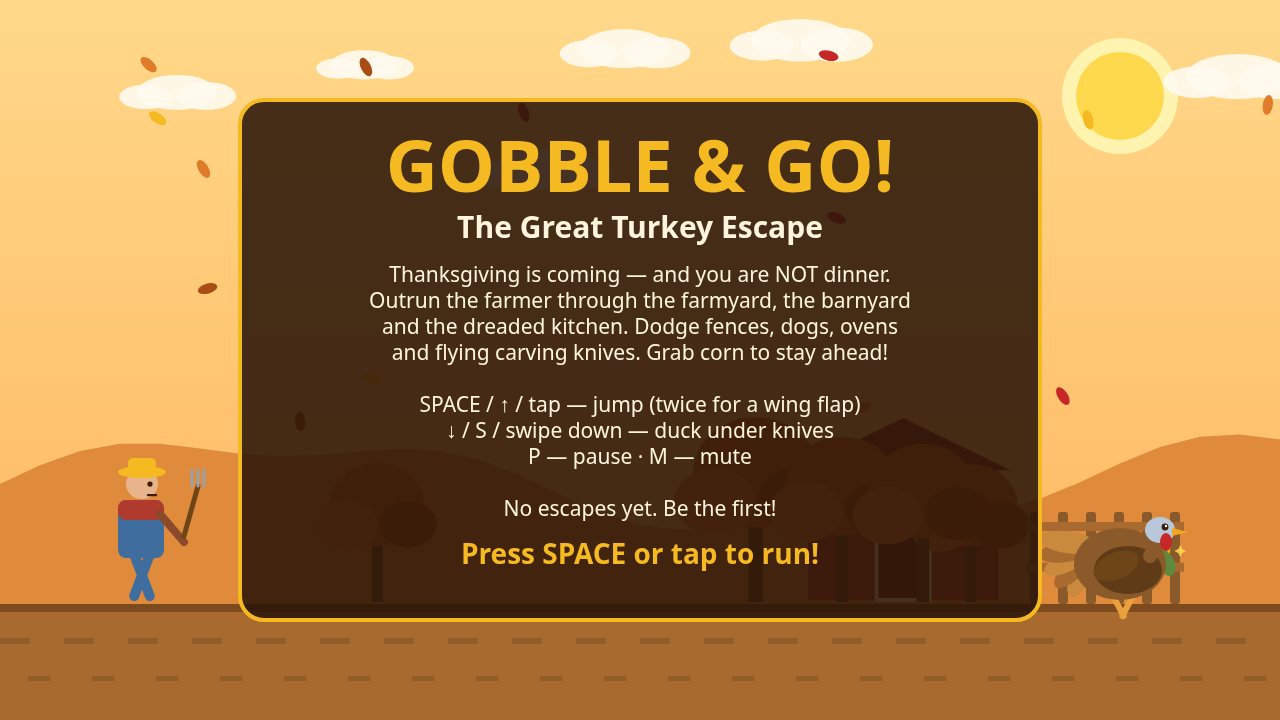 GOBBLE & GO!
The Great Turkey Escape
Thanksgiving is coming — and you are NOT dinner.
Outrun the farmer through the farmyard, the barnyard
and the dreaded kitchen. Dodge fences, dogs, ovens
and flying carving knives. Grab corn to stay ahead!
SPACE / ↑ / tap — jump (twice for a wing flap)
↓ / S / swipe down — duck under knives
P — pause · M — mute
No escapes yet. Be the first!
Press SPACE or tap to run!